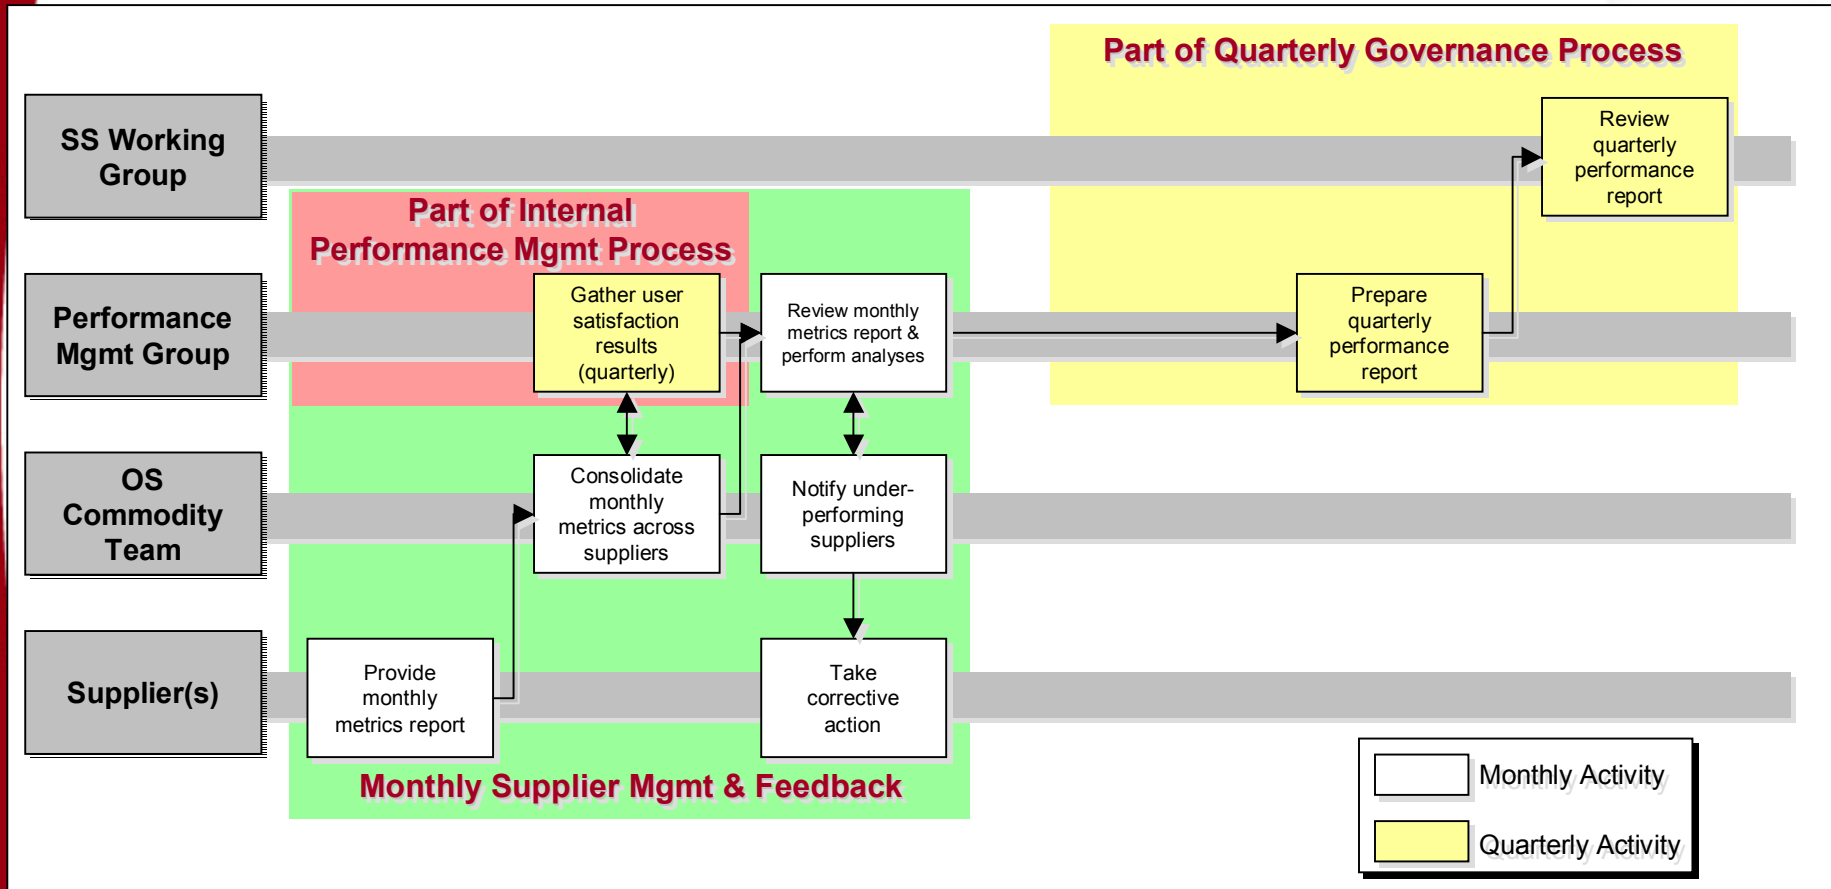 Part of Quarterly Governance Process
SS Working
Group
Review
quarterly
performance
report
Part of Internal
Performance Mgmt Process
Performance
Mgmt Group
Gather user
satisfaction
results
(quarterly)
Review monthly
metrics report &
perform analyses
Prepare
quarterly
performance
report
OS
Commodity
Team
Consolidate
monthly
metrics across
suppliers
Notify under-
performing
suppliers
Supplier(s)
Provide
monthly
metrics report
Take
corrective
action
Monthly Supplier Mgmt & Feedback
Monthly Activity
Quarterly Activity